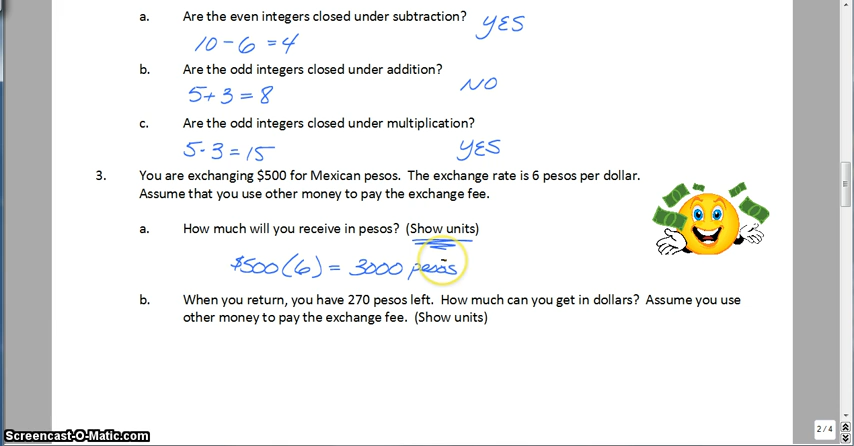 a. Are the even integers closed under subtraction? YES
10 - 6 = 4
b. Are the odd integers closed under addition? NO
5 + 3 = 8
c. Are the odd integers closed under multiplication?
5 · 3 = 15 YES
3. You are exchanging $500 for Mexican pesos. The exchange rate is 6 pesos per dollar.
Assume that you use other money to pay the exchange fee.
a. How much will you receive in pesos? (Show units)
$500 (6) = 3000 pesos
b. When you return, you have 270 pesos left. How much can you get in dollars? Assume you use
other money to pay the exchange fee. (Show units)
2 / 4
Screencast-O-Matic.com